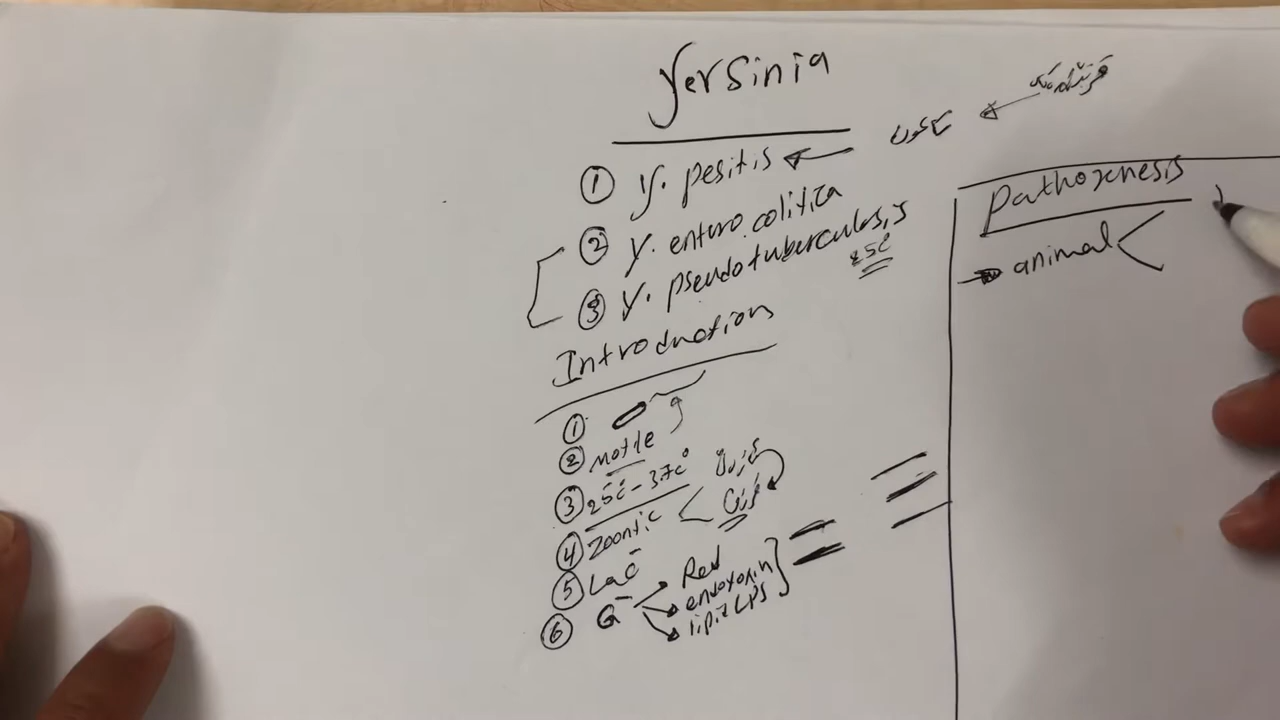 Yersinia
① y. pesitis
② y. entero.colitica
③ y. pseudotuberculosis
25c
Introduction
①
② motile
③ 25c - 37c°
④ Zoontic
⑤ Lac-
⑥ G-
Red
endotoxin
LPS
Pathogenesis
animal